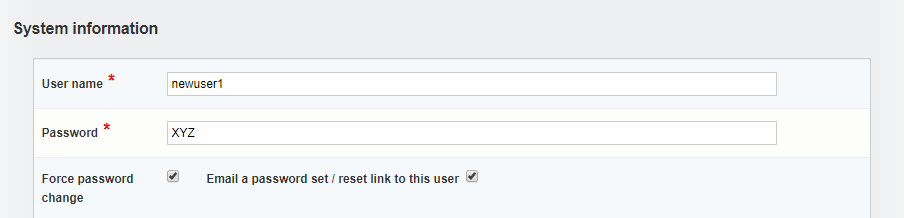 System information
User name *
newuser1
Password *
XYZ
Force password change
Email a password set / reset link to this user